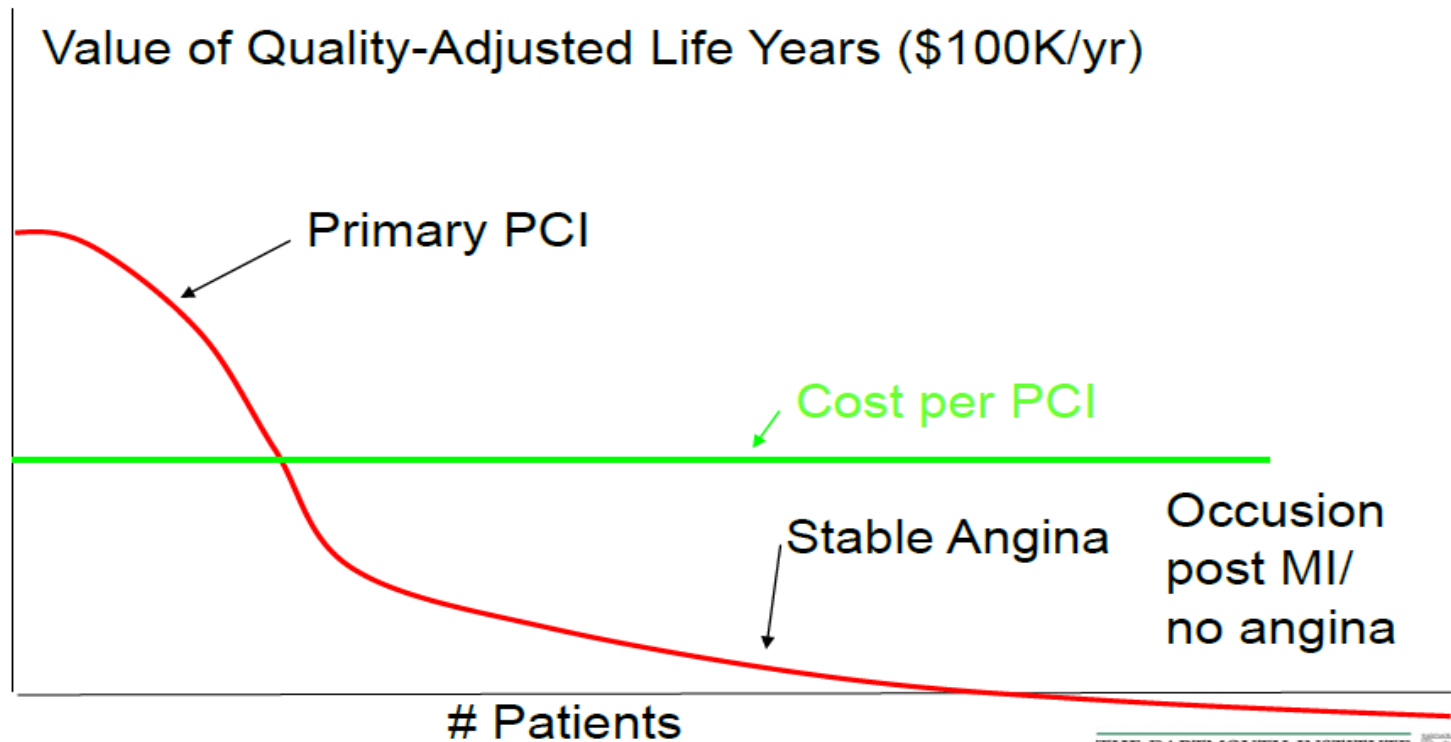 Value of Quality-Adjusted Life Years ($100K/yr)
Primary PCI
Cost per PCI
Stable Angina
Occusion
post MI/
no angina
# Patients